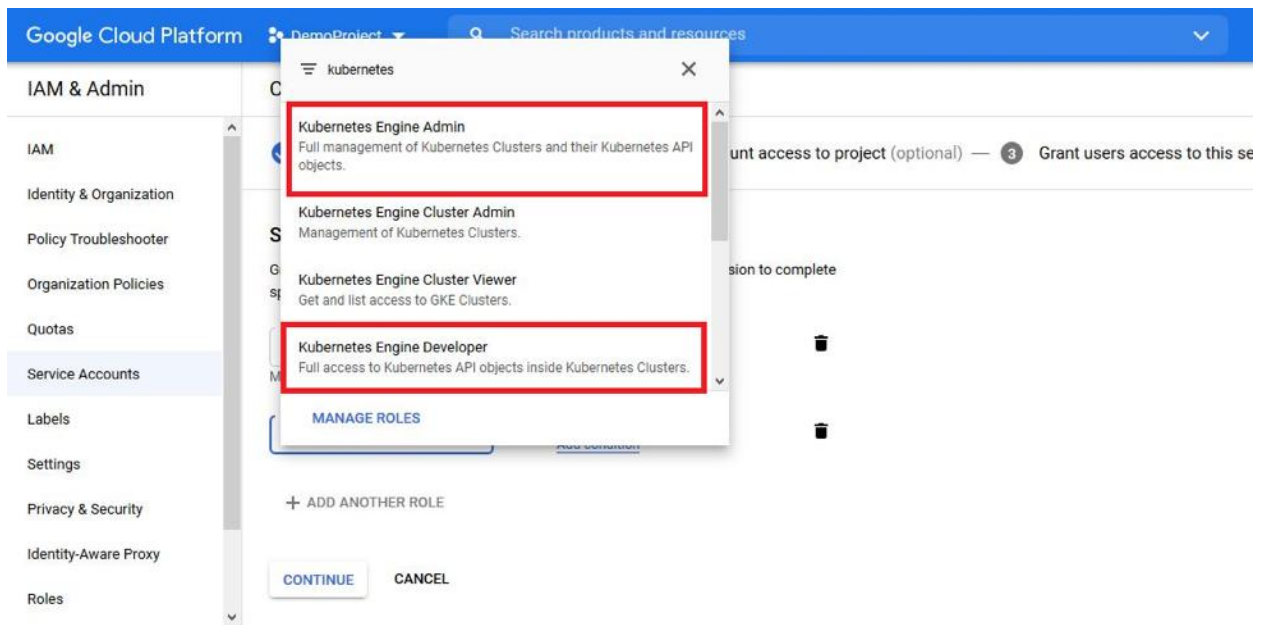 Google Cloud Platform
DemoProject
Search products and resources
IAM & Admin
IAM
Identity & Organization
Policy Troubleshooter
Organization Policies
Quotas
Service Accounts
Labels
Settings
Privacy & Security
Identity-Aware Proxy
Roles
kubernetes
Kubernetes Engine Admin
Full management of Kubernetes Clusters and their Kubernetes API
objects.
Kubernetes Engine Cluster Admin
Management of Kubernetes Clusters.
Kubernetes Engine Cluster Viewer
Get and list access to GKE Clusters.
Kubernetes Engine Developer
Full access to Kubernetes API objects inside Kubernetes Clusters.
MANAGE ROLES
unt access to project (optional) — 3 Grant users access to this se
sion to complete
Add condition
+ ADD ANOTHER ROLE
CONTINUE CANCEL